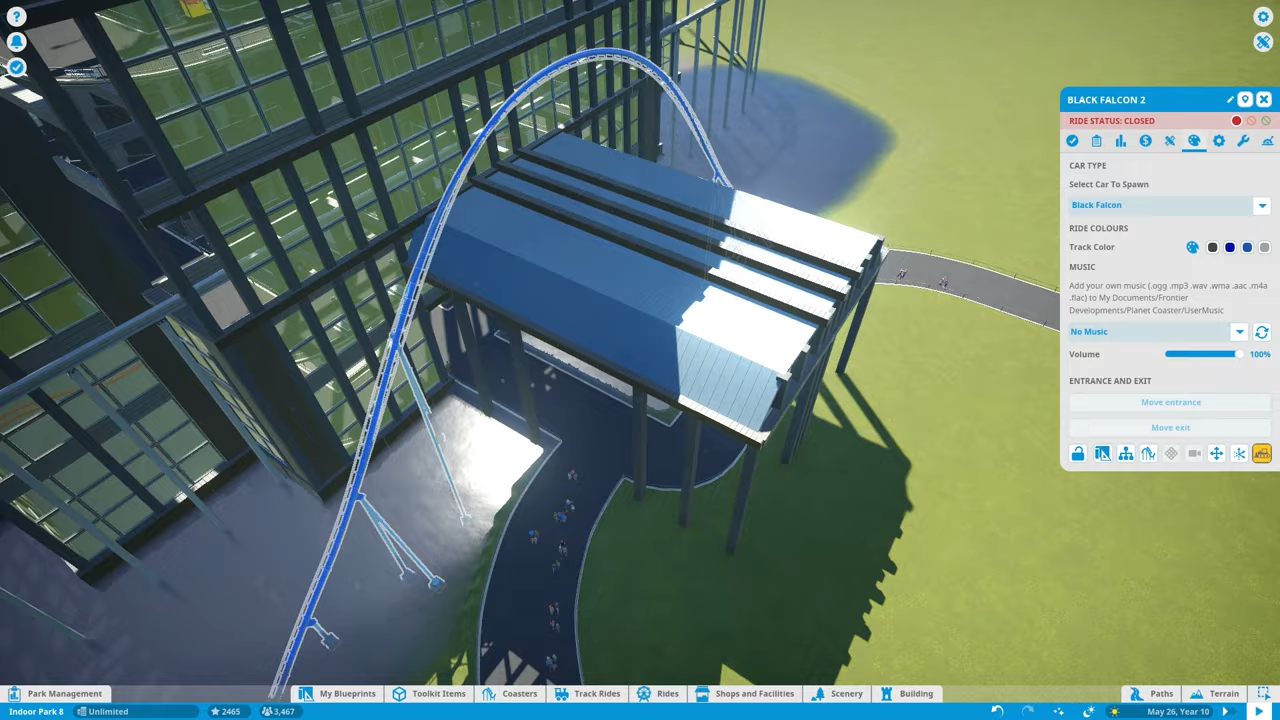 BLACK FALCON 2
RIDE STATUS: CLOSED
CAR TYPE
Select Car To Spawn
Black Falcon
RIDE COLOURS
Track Color
MUSIC
Add your own music (.ogg .mp3 .wav .wma .aac .m4a
.flac) to My Documents/Frontier
Developments/Planet Coaster/UserMusic
No Music
Volume 100%
ENTRANCE AND EXIT
Move entrance
Move exit
Park Management My Blueprints Toolkit Items Coasters Track Rides Rides Shops and Facilities Scenery Building Paths Terrain
Indoor Park 8 Unlimited 2465 3,467 May 26, Year 10